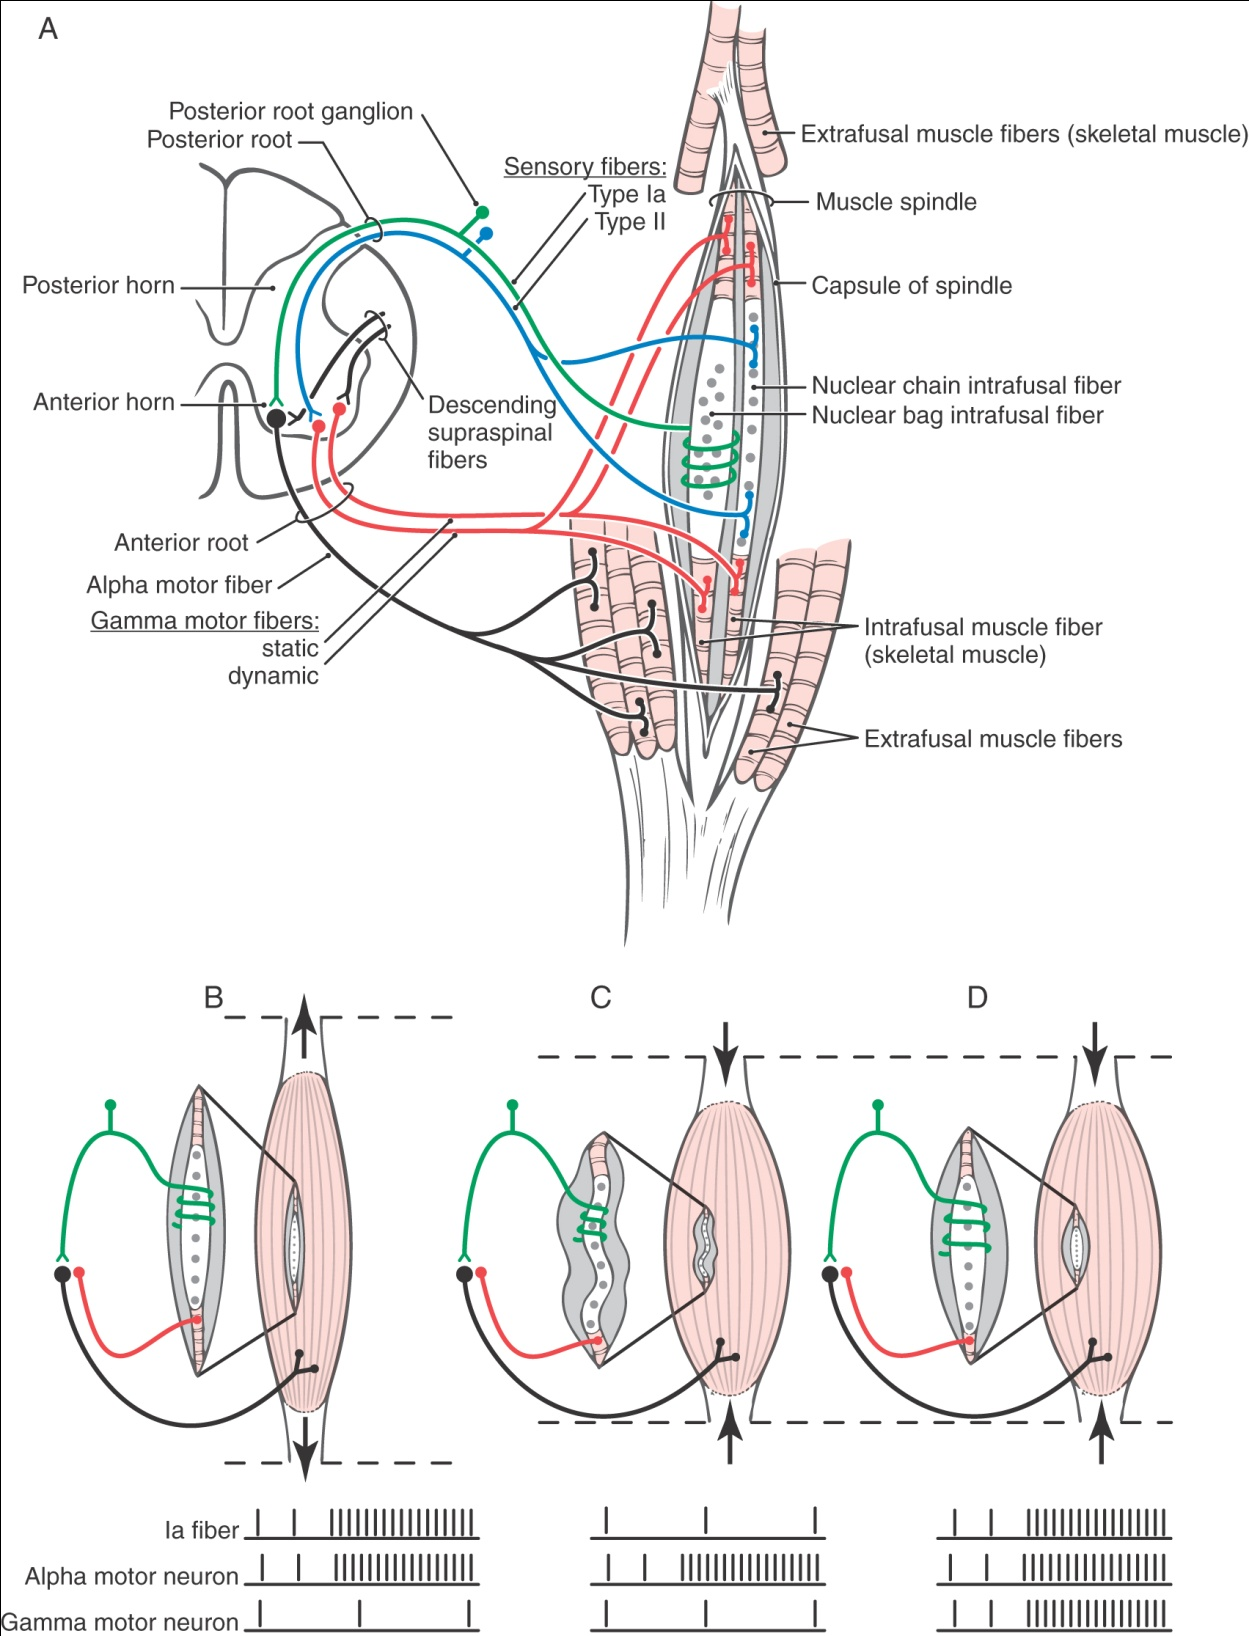 A
Posterior root ganglion
Posterior root
Extrafusal muscle fibers (skeletal muscle)
Sensory fibers:
Type Ia
Type II
Muscle spindle
Posterior horn
Capsule of spindle
Anterior horn
Nuclear chain intrafusal fiber
Nuclear bag intrafusal fiber
Descending
supraspinal
fibers
Anterior root
Alpha motor fiber
Gamma motor fibers:
static
dynamic
Intrafusal muscle fiber
(skeletal muscle)
Extrafusal muscle fibers
B
C
D
Ia fiber
Alpha motor neuron
Gamma motor neuron